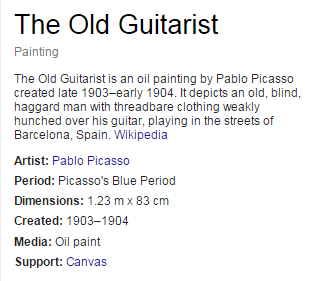 The Old Guitarist
Painting
The Old Guitarist is an oil painting by Pablo Picasso
created late 1903–early 1904. It depicts an old, blind,
haggard man with threadbare clothing weakly
hunched over his guitar, playing in the streets of
Barcelona, Spain. Wikipedia
Artist: Pablo Picasso
Period: Picasso's Blue Period
Dimensions: 1.23 m x 83 cm
Created: 1903–1904
Media: Oil paint
Support: Canvas